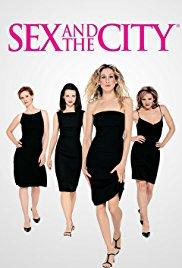 SEX AND THE CITY